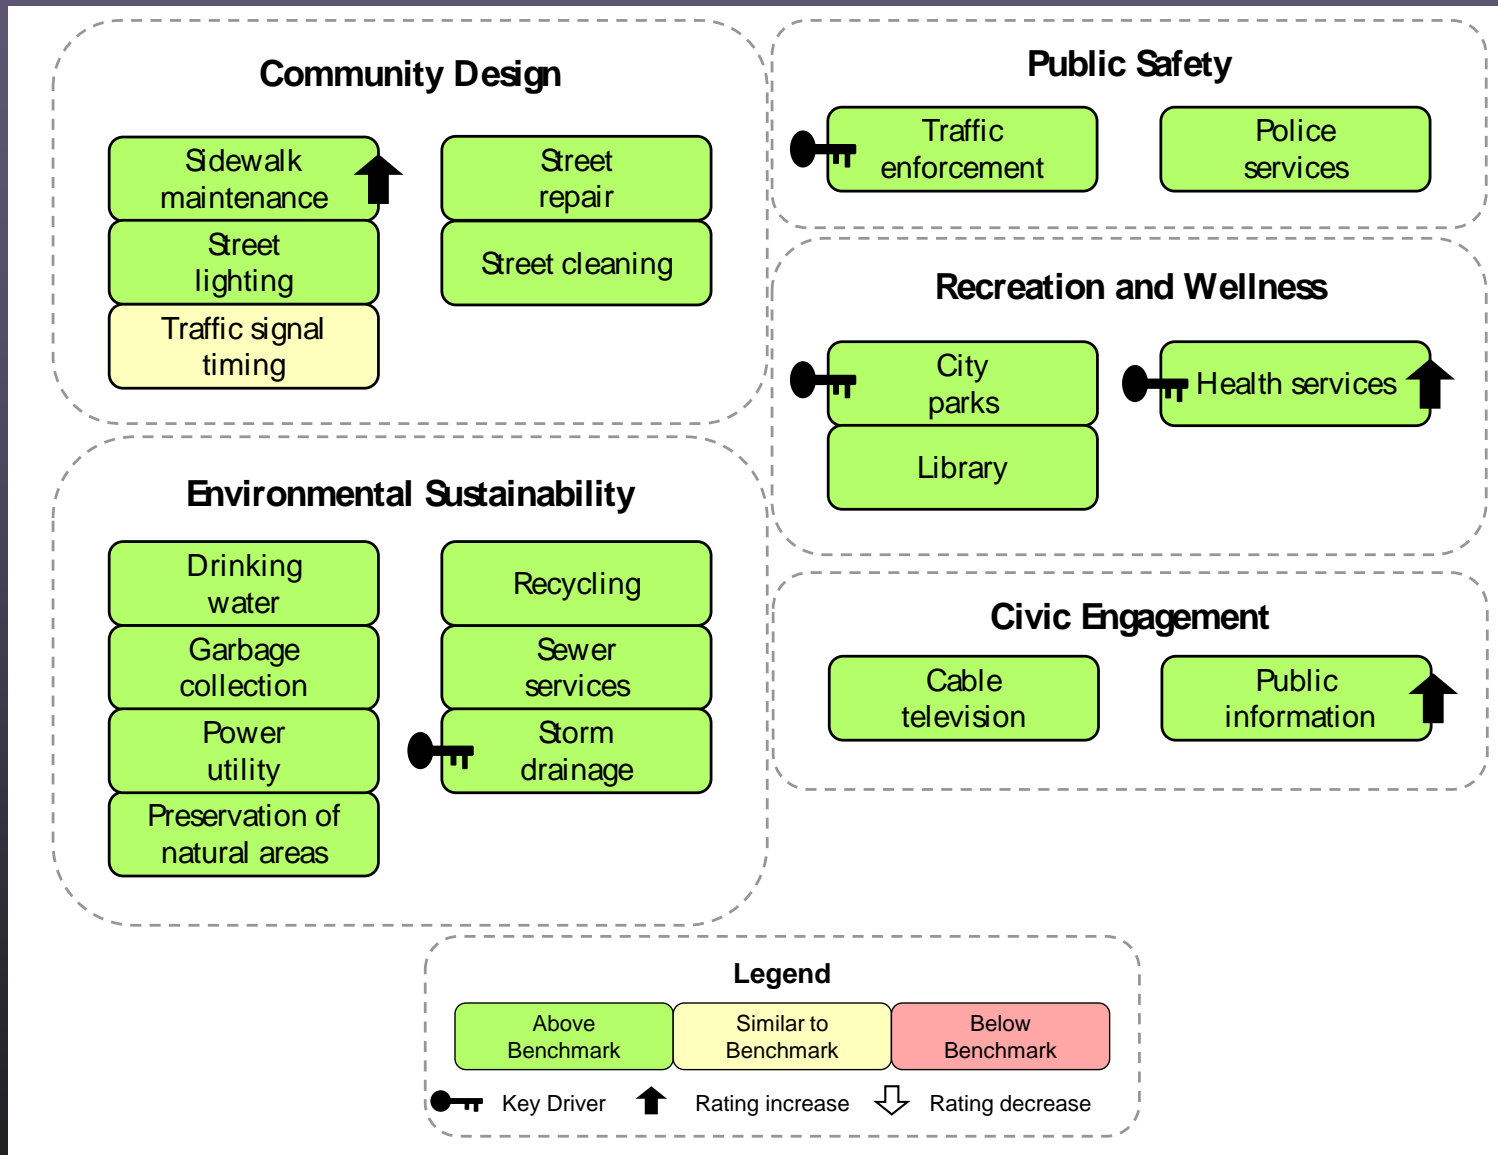 Community Design
Sidewalk
maintenance
Street
lighting
Traffic signal
timing
Street
repair
Street cleaning
Environmental Sustainability
Drinking
water
Garbage
collection
Power
utility
Preservation of
natural areas
Recycling
Sewer
services
Storm
drainage
Public Safety
Traffic
enforcement
Police
services
Recreation and Wellness
City
parks
Library
Health services
Civic Engagement
Cable
television
Public
information
Legend
Above
Benchmark
Similar to
Benchmark
Below
Benchmark
Key Driver
Rating increase
Rating decrease